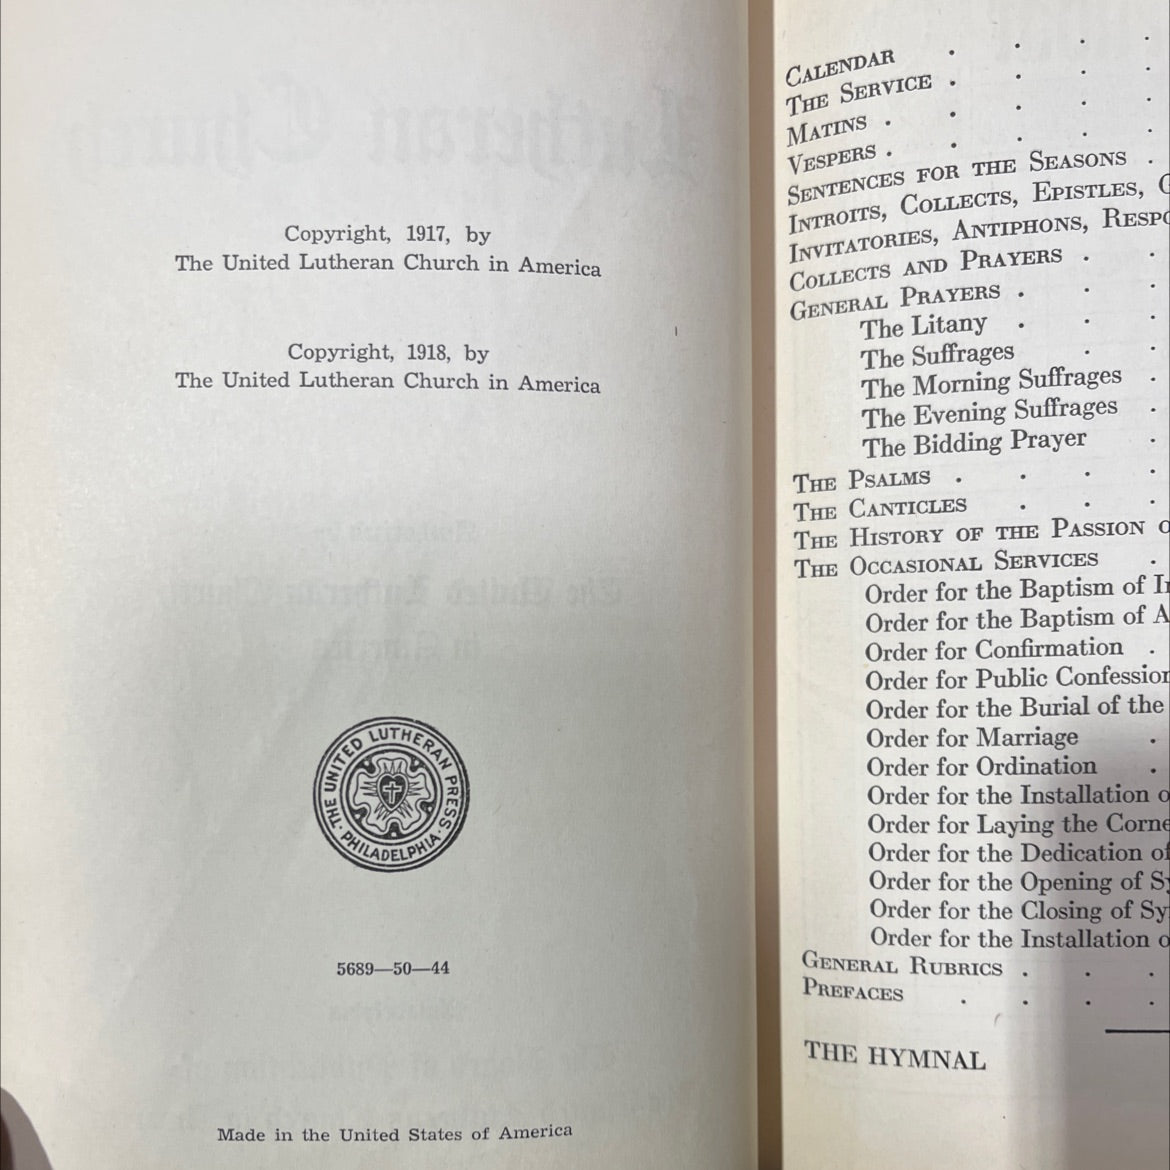 Copyright, 1917, by
The United Lutheran Church in America
Copyright, 1918, by
The United Lutheran Church in America
THE UNITED LUTHERAN PRESS · PHILADELPHIA ·
5689—50—44
Made in the United States of America
CALENDAR . . . .
THE SERVICE . . . .
MATINS . . . .
VESPERS . . . . .
SENTENCES FOR THE SEASONS .
INTROITS, COLLECTS, EPISTLES, G
INVITATORIES, ANTIPHONS, RESPO
COLLECTS AND PRAYERS . .
GENERAL PRAYERS . . .
The Litany . . .
The Suffrages . .
The Morning Suffrages .
The Evening Suffrages .
The Bidding Prayer .
THE PSALMS . . . .
THE CANTICLES . . .
THE HISTORY OF THE PASSION O
THE OCCASIONAL SERVICES .
Order for the Baptism of In
Order for the Baptism of A
Order for Confirmation .
Order for Public Confession
Order for the Burial of the
Order for Marriage .
Order for Ordination .
Order for the Installation o
Order for Laying the Corne
Order for the Dedication of
Order for the Opening of Sy
Order for the Closing of Sy
Order for the Installation o
GENERAL RUBRICS . . .
PREFACES . . . .
THE HYMNAL